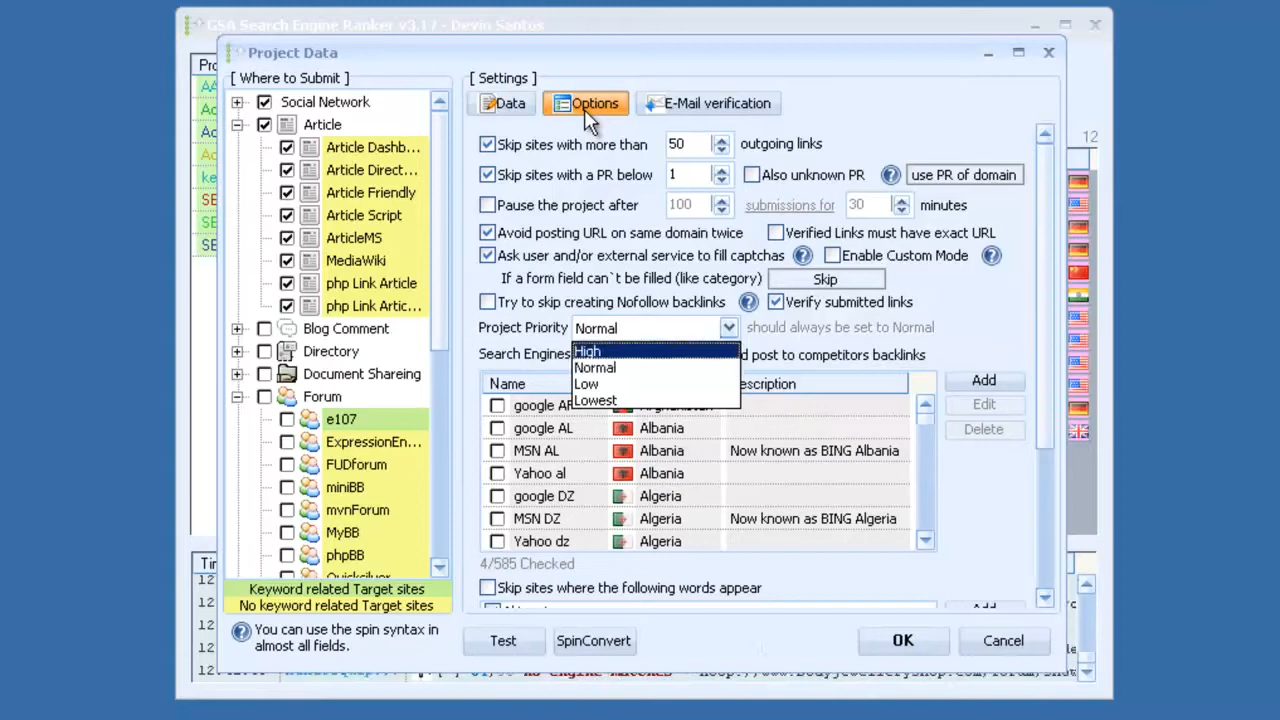 GSA Search Engine Ranker v3.17 - Devin Santos
Project Data
[ Where to Submit ]
Social Network
Article
Article Dashb...
Article Direct...
Article Friendly
Article Script
ArticleMS
MediaWiki
php Link Article
php Link Artic...
Blog Comment
Directory
Document Shareing
Forum
e107
ExpressionEn...
FUDforum
miniBB
mvnForum
MyBB
phpBB
Quicksilver
Keyword related Target sites
No keyword related Target sites
You can use the spin syntax in
almost all fields.
[ Settings ]
Data Options E-Mail verification
Skip sites with more than 50 outgoing links
Skip sites with a PR below 1 Also unknown PR use PR of domain
Pause the project after 100 submissions for 30 minutes
Avoid posting URL on same domain twice Verified Links must have exact URL
Ask user and/or external service to fill captchas Enable Custom Mode
If a form field can`t be filled (like category) Skip
Try to skip creating Nofollow backlinks Verify submitted links
Project Priority Normal should always be set to Normal
High
Normal
Low
Lowest
Search Engines post to competitors backlinks
Name
google AF
google AL Albania
MSN AL Albania Now known as BING Albania
Yahoo al Albania
google DZ Algeria
MSN DZ Algeria Now known as BING Algeria
Yahoo dz Algeria
Add
Edit
Delete
4/585 Checked
Skip sites where the following words appear
Add
Test SpinConvert OK Cancel
12